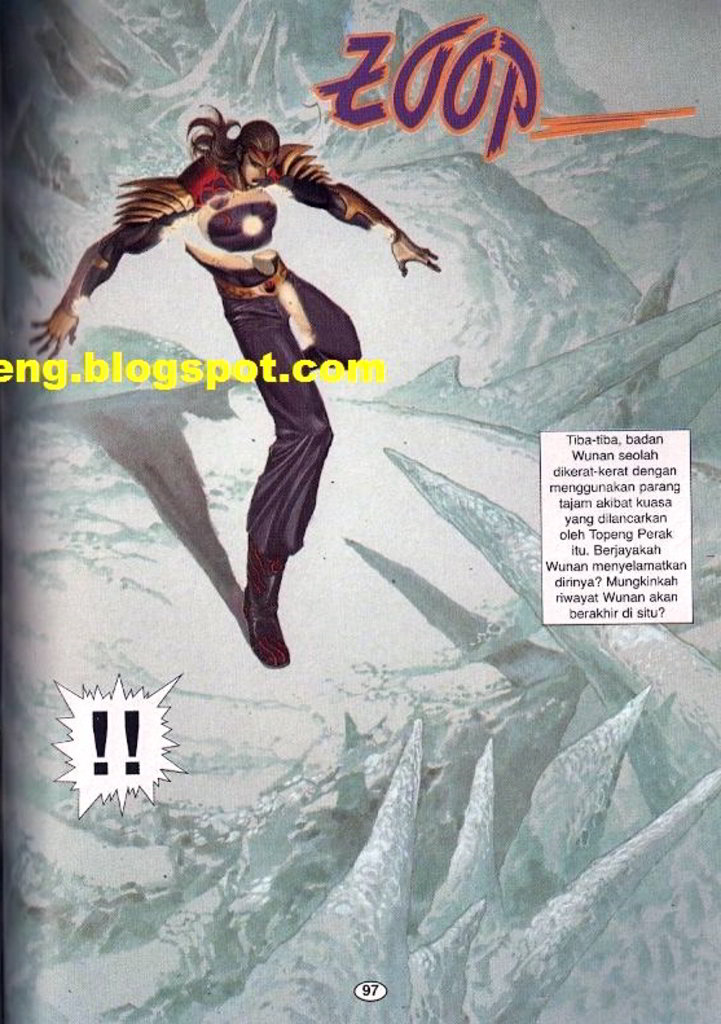 ZOOP
eng.blogspot.com
Tiba-tiba, badan
Wunan seolah
dikerat-kerat dengan
menggunakan parang
tajam akibat kuasa
yang dilancarkan
oleh Topeng Perak
itu. Berjayakah
Wunan menyelamatkan
dirinya? Mungkinkah
riwayat Wunan akan
berakhir di situ?
!!
97